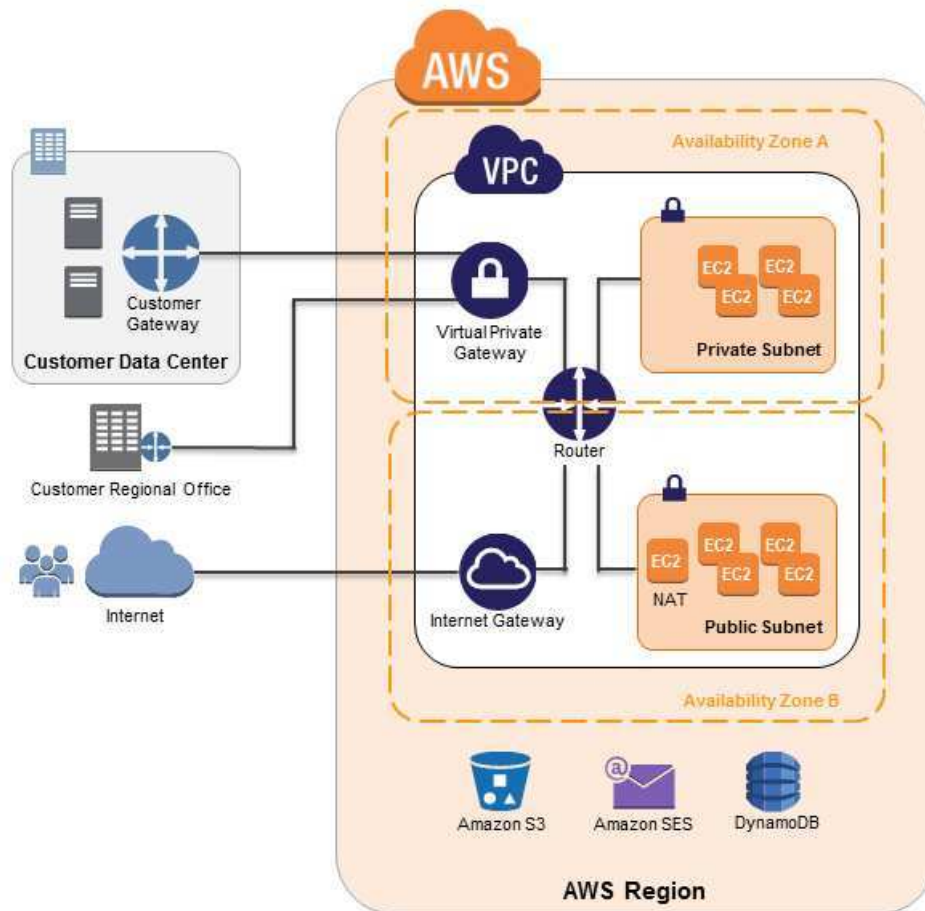 AWS
Availability Zone A
VPC
EC2
EC2
EC2
EC2
Customer
Gateway
Virtual Private
Gateway
Private Subnet
Customer Data Center
Router
Customer Regional Office
EC2
EC2
EC2
EC2
EC2
NAT
Internet
Internet Gateway
Public Subnet
Availability Zone B
@
Amazon S3
Amazon SES
DynamoDB
AWS Region